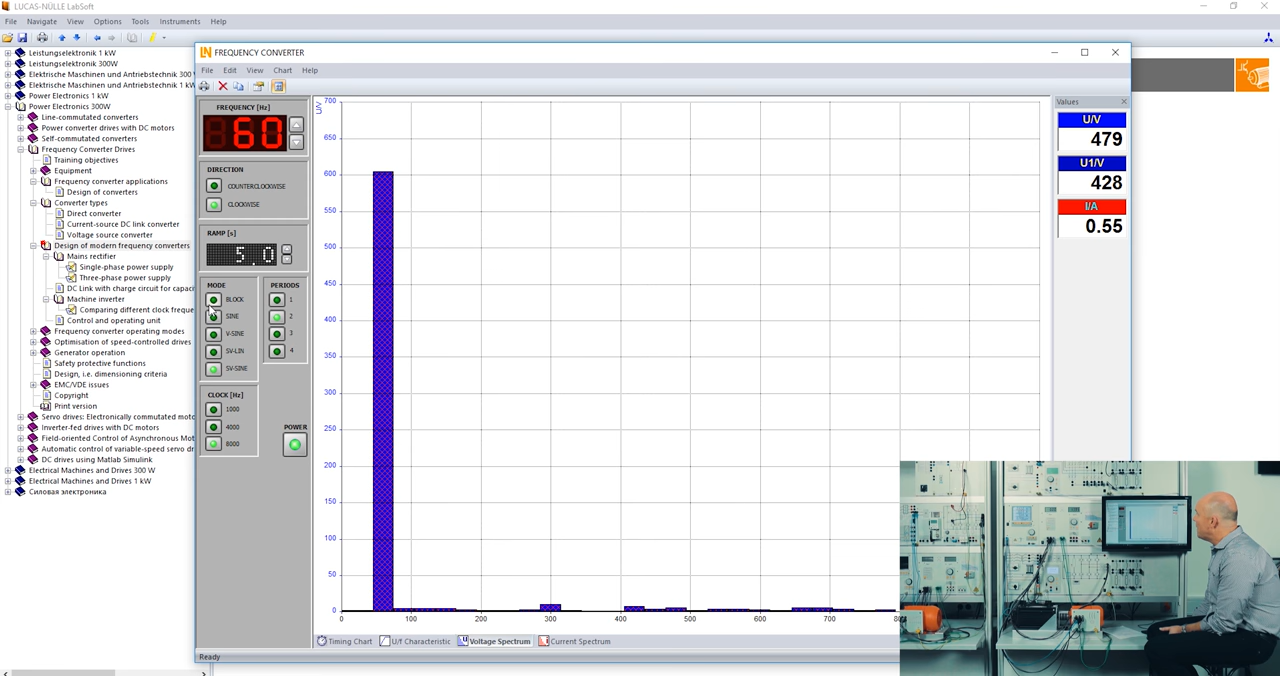 LUCAS-NÜLLE LabSoft
File Navigate View Options Tools Instruments Help
Leistungselektronik 1 kW
Leistungselektronik 300W
Elektrische Maschinen und Antriebstechnik 300
Elektrische Maschinen und Antriebstechnik 1 kW
Power Electronics 1 kW
Power Electronics 300W
Line-commutated converters
Power converter drives with DC motors
Self-commutated converters
Frequency Converter Drives
Training objectives
Equipment
Frequency converter applications
Design of converters
Converter types
Direct converter
Current-source DC link converter
Voltage source converter
Design of modern frequency converters
Mains rectifier
Single-phase power supply
Three-phase power supply
DC Link with charge circuit for capac
Machine inverter
Comparing different clock freque
Control and operating unit
Frequency converter operating modes
Optimisation of speed-controlled drives
Generator operation
Safety protective functions
Design, i.e. dimensioning criteria
EMC/VDE issues
Copyright
Print version
Servo drives: Electronically commutated moto
Inverter-fed drives with DC motors
Field-oriented Control of Asynchronous Mot
Automatic control of variable-speed servo dr
DC drives using Matlab Simulink
Electrical Machines and Drives 300 W
Electrical Machines and Drives 1 kW
Силовая электроника
LN FREQUENCY CONVERTER
File Edit View Chart Help
FREQUENCY [Hz]
60
DIRECTION
COUNTERCLOCKWISE
CLOCKWISE
RAMP [s]
5.0
MODE
BLOCK
SINE
V-SINE
SV-LIN
SV-SINE
PERIODS
1
2
3
4
CLOCK [Hz]
1000
4000
8000
POWER
U/V
700
650
600
550
500
450
400
350
300
250
200
150
100
50
0
0 100 200 300 400 500 600 700
Timing Chart U/f Characteristic Voltage Spectrum Current Spectrum
Ready
Values
U/V
479
U1/V
428
I/A
0.55